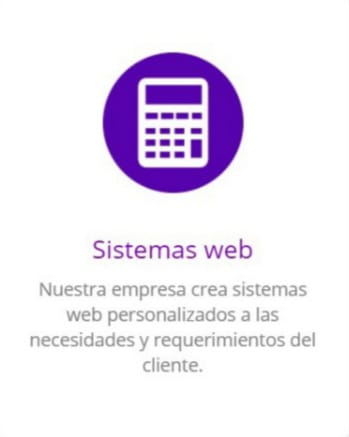 Sistemas web
Nuestra empresa crea sistemas
web personalizados a las
necesidades y requerimientos del
cliente.